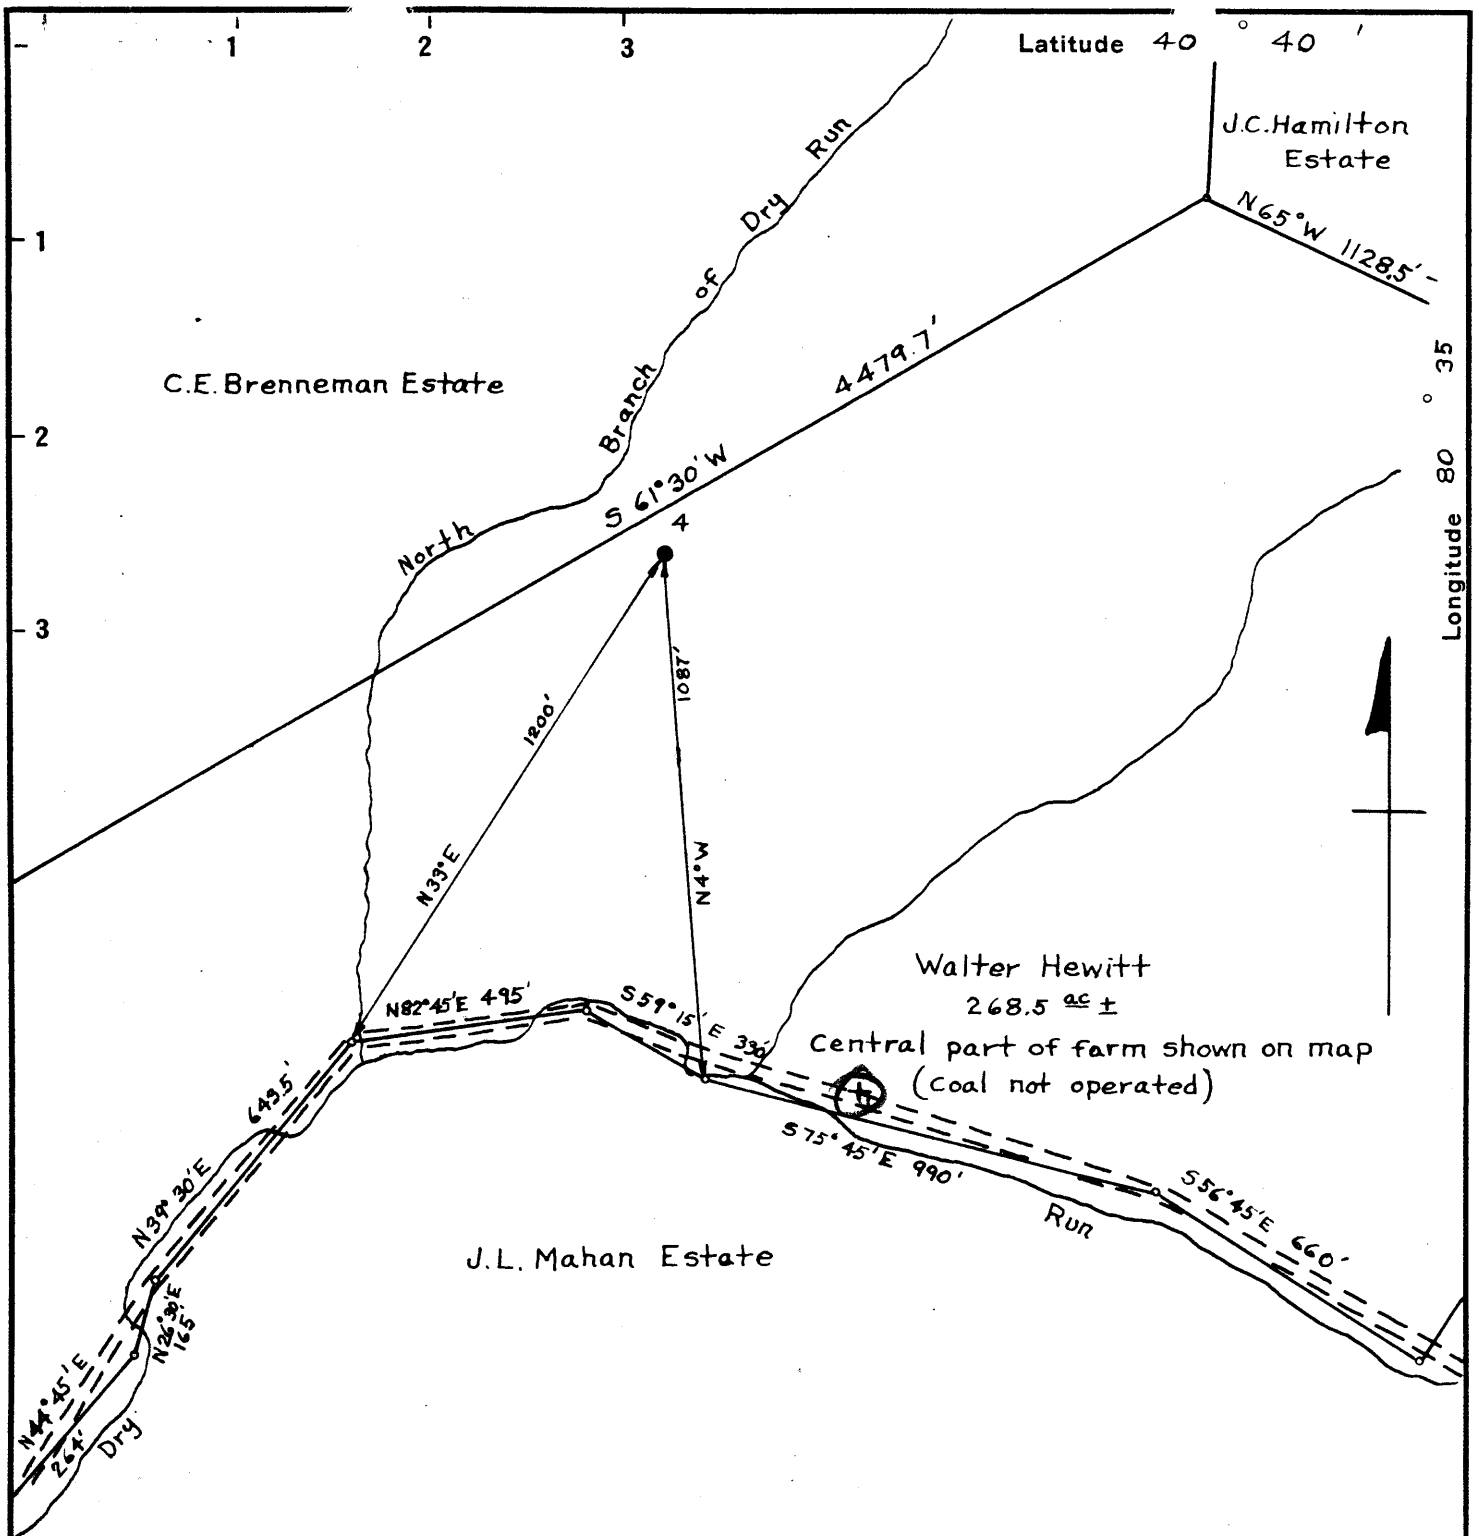 1 2 3 Latitude 40° 40'
J.C. Hamilton
Estate
N65°W 1128.5'
1
2
3
Longitude 80° 35
North Branch of Dry Run
C.E. Brenneman Estate
S 61°30'W 4479.7'
4
1200'
N33°E
1087'
N4°W
Walter Hewitt
268.5 ac ±
Central part of farm shown on map
(Coal not operated)
N82°45'E 495'
S59°15'E 330'
S75°45'E 990'
S56°45'E 660'
649.5'
N39°30'E
N26°30'E
165'
N44°45'E
264'
Dry Run
J.L. Mahan Estate